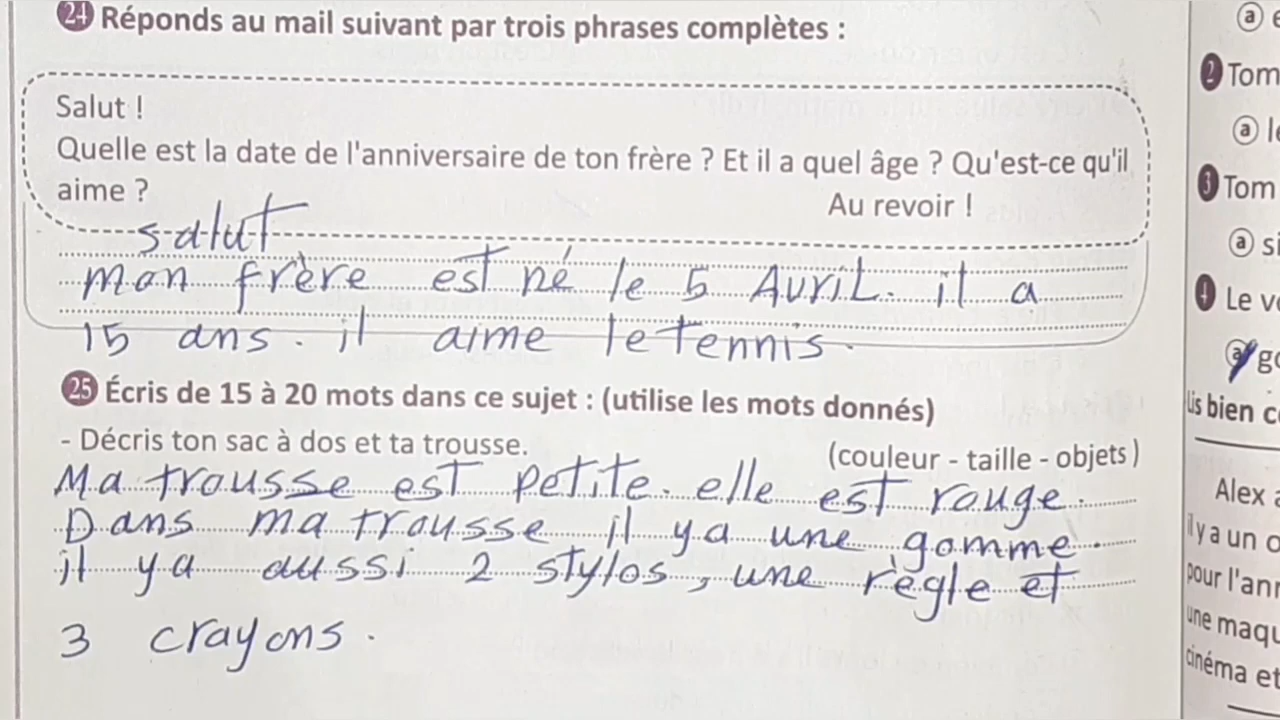 24 Réponds au mail suivant par trois phrases complètes :
Salut !
Quelle est la date de l'anniversaire de ton frère ? Et il a quel âge ? Qu'est-ce qu'il
aime ?
Au revoir !
salut
mon frère est né le 5 Avril. il a
15 ans. il aime le tennis.
25 Écris de 15 à 20 mots dans ce sujet : (utilise les mots donnés)
- Décris ton sac à dos et ta trousse.
(couleur - taille - objets)
Ma trousse est petite. elle est rouge.
Dans ma trousse il ya une gomme.
il ya aussi 2 stylos, une règle et
3 crayons.
a
2 Tom
a
3 Tom
a si
4 Le
a
bien
Alex
il y a un
pour l'ann
une maqu
cinéma et